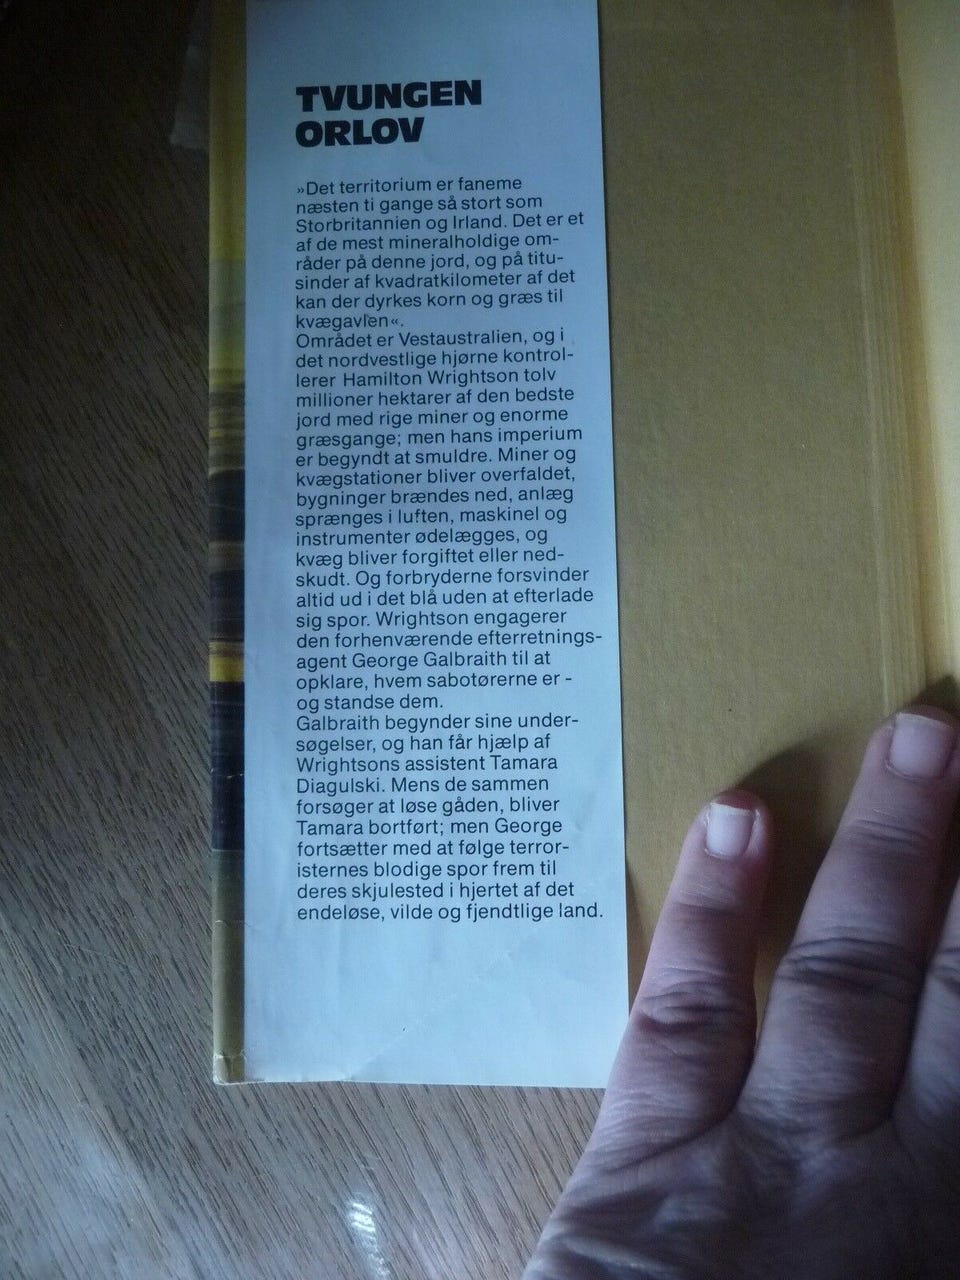 TVUNGEN
ORLOV
»Det territorium er faneme
næsten ti gange så stort som
Storbritannien og Irland. Det er et
af de mest mineralholdige om-
råder på denne jord, og på titu-
sinder af kvadratkilometer af det
kan der dyrkes korn og græs til
kvægavlen«.
Området er Vestaustralien, og i
det nordvestlige hjørne kontrol-
lerer Hamilton Wrightson tolv
millioner hektarer af den bedste
jord med rige miner og enorme
græsgange; men hans imperium
er begyndt at smuldre. Miner og
kvægstationer bliver overfaldet,
bygninger brændes ned, anlæg
sprænges i luften, maskinel og
instrumenter ødelægges, og
kvæg bliver forgiftet eller ned-
skudt. Og forbryderne forsvinder
altid ud i det blå uden at efterlade
sig spor. Wrightson engagerer
den forhenværende efterretnings-
agent George Galbraith til at
opklare, hvem sabotørerne er -
og standse dem.
Galbraith begynder sine under-
søgelser, og han får hjælp af
Wrightsons assistent Tamara
Diagulski. Mens de sammen
forsøger at løse gåden, bliver
Tamara bortført; men George
fortsætter med at følge terror-
isternes blodige spor frem til
deres skjulested i hjertet af det
endeløse, vilde og fjendtlige land.